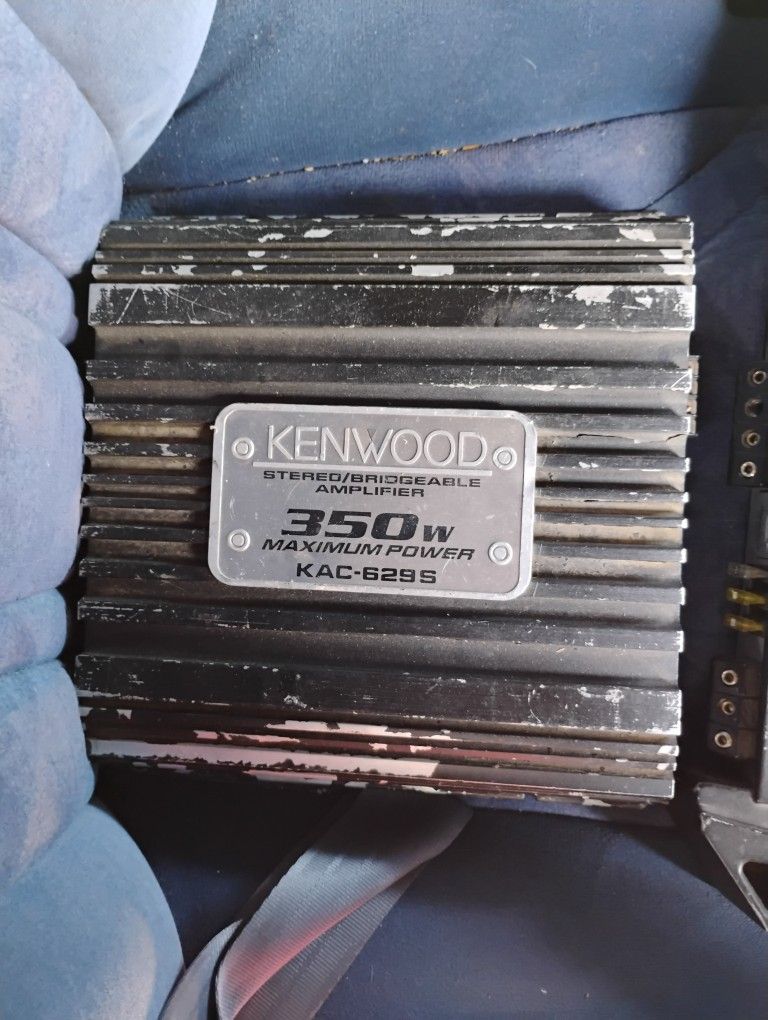 KENWOOD
STEREO/BRIDGEABLE
AMPLIFIER
350W
MAXIMUM POWER
KAC-629S